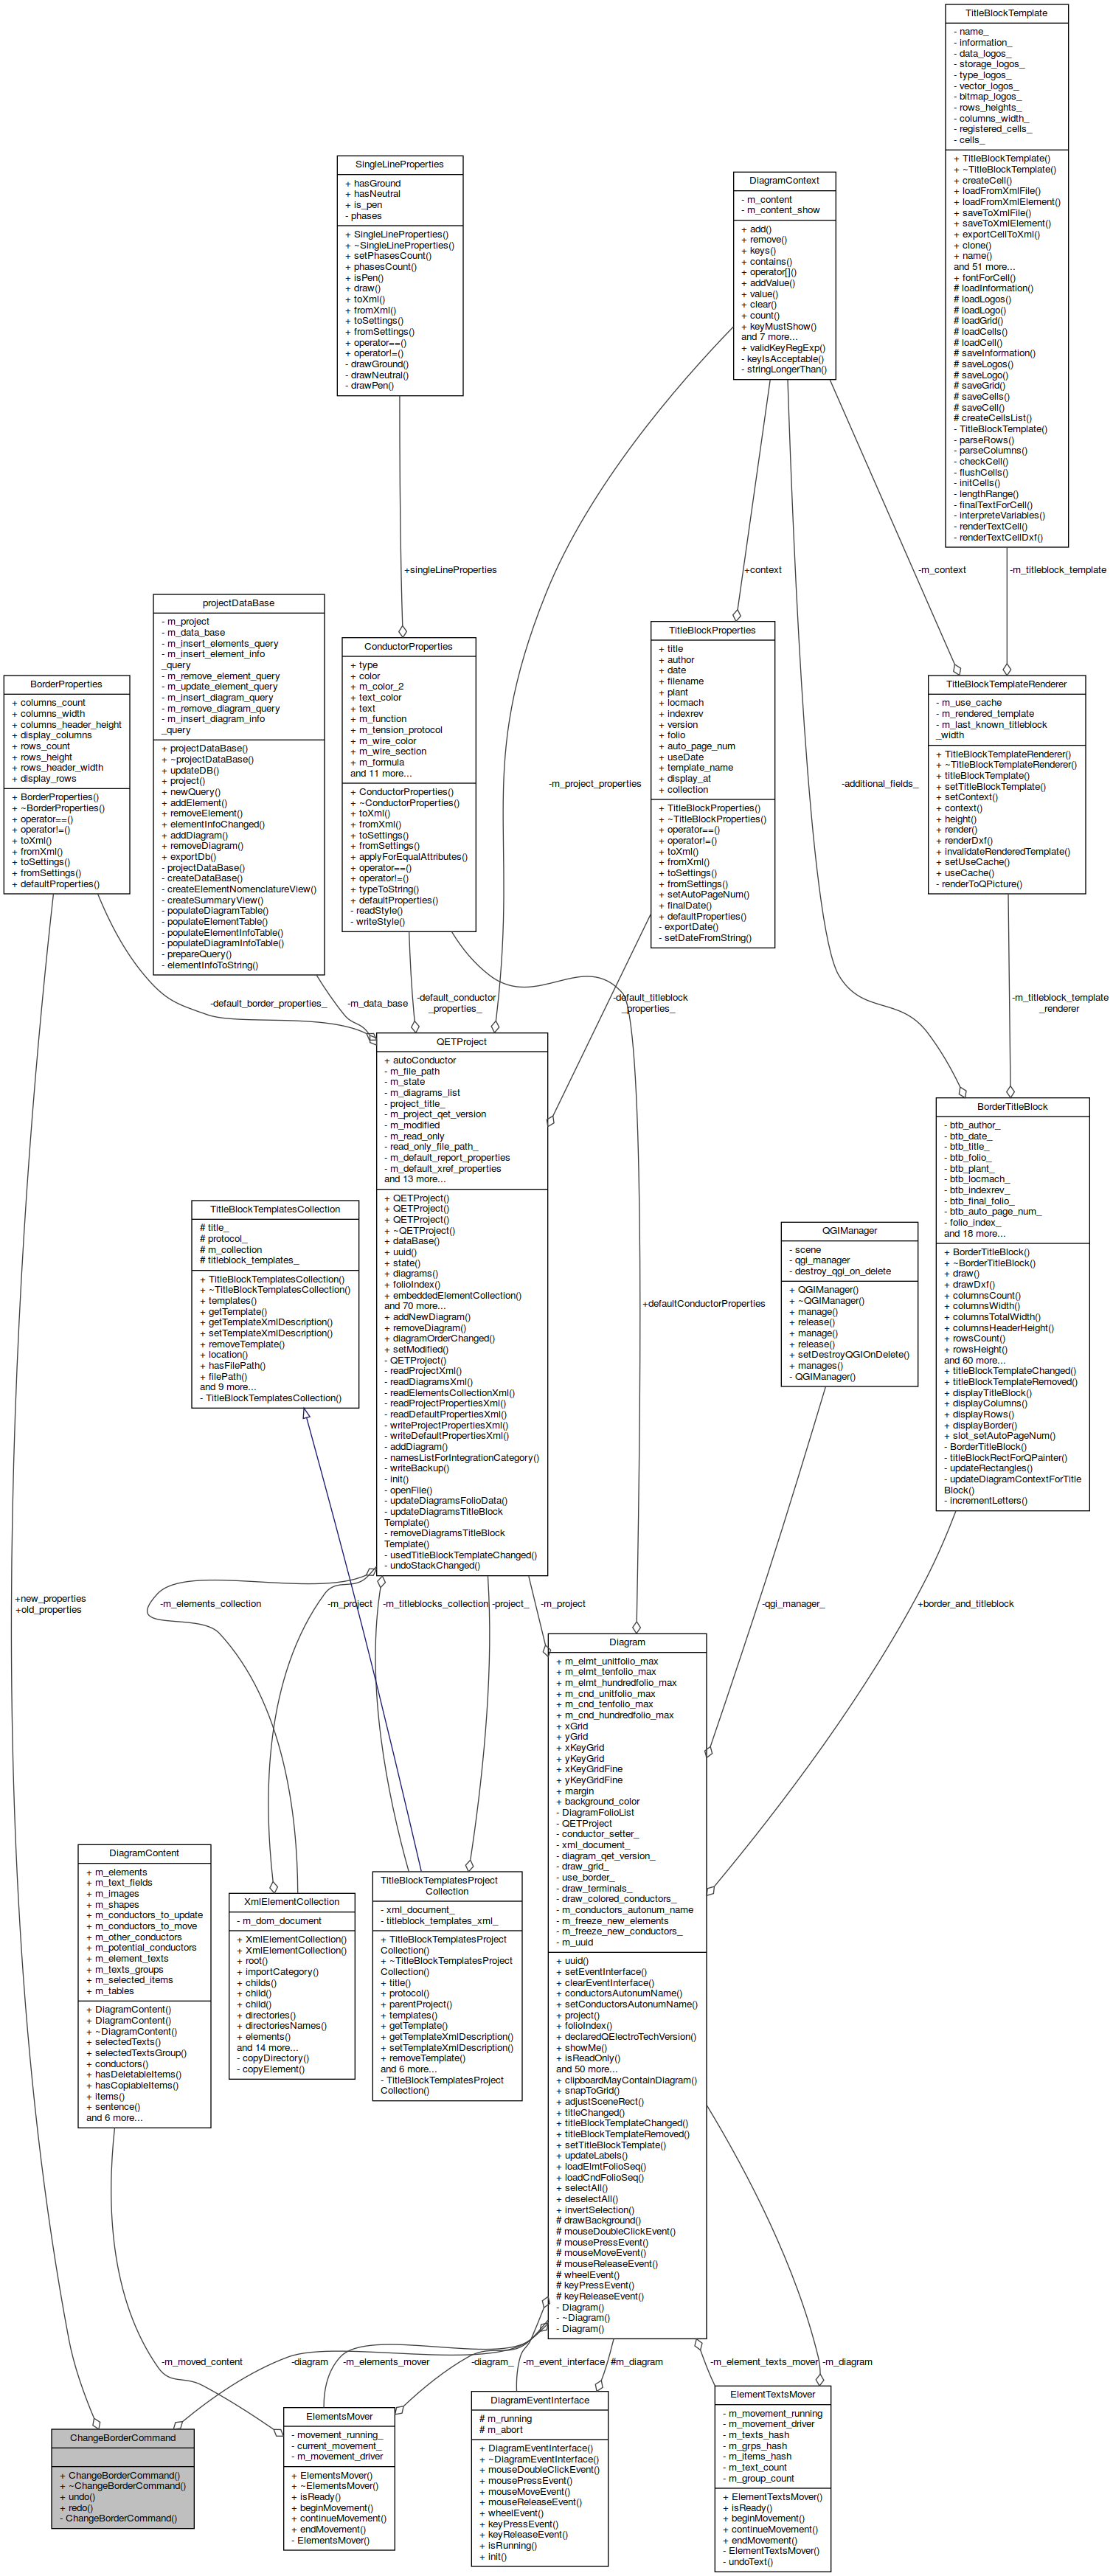 TitleBlockTemplate
- name_
- information_
- data_logos_
- storage_logos_
- type_logos_
- vector_logos_
- bitmap_logos_
- rows_heights_
- columns_width_
- registered_cells_
- cells_
+ TitleBlockTemplate()
+ ~TitleBlockTemplate()
+ createCell()
+ loadFromXmlFile()
+ loadFromXmlElement()
+ saveToXmlFile()
+ saveToXmlElement()
+ exportCellToXml()
+ clone()
+ name()
and 51 more...
+ fontForCell()
# loadInformation()
# loadLogos()
# loadLogo()
# loadGrid()
# loadCells()
# loadCell()
# saveInformation()
# saveLogos()
# saveLogo()
# saveGrid()
# saveCells()
# saveCell()
# createCellsList()
- TitleBlockTemplate()
- parseRows()
- parseColumns()
- checkCell()
- flushCells()
- initCells()
- lengthRange()
- finalTextForCell()
- interpreteVariables()
- renderTextCell()
- renderTextCellDxf()
SingleLineProperties
+ hasGround
+ hasNeutral
+ is_pen
- phases
+ SingleLineProperties()
+ ~SingleLineProperties()
+ setPhasesCount()
+ phasesCount()
+ isPen()
+ draw()
+ toXml()
+ fromXml()
+ toSettings()
+ fromSettings()
+ operator==()
+ operator!=()
- drawGround()
- drawNeutral()
- drawPen()
DiagramContext
- m_content
- m_content_show
+ add()
+ remove()
+ keys()
+ contains()
+ operator[]()
+ addValue()
+ value()
+ clear()
+ count()
+ keyMustShow()
and 7 more...
+ validKeyRegExp()
- keyIsAcceptable()
- stringLongerThan()
+singleLineProperties
+context
-m_context
-m_titleblock_template
projectDataBase
- m_project
- m_data_base
- m_insert_elements_query
- m_insert_element_info
_query
- m_remove_element_query
- m_update_element_query
- m_insert_diagram_query
- m_remove_diagram_query
- m_insert_diagram_info
_query
+ projectDataBase()
+ ~projectDataBase()
+ updateDB()
+ project()
+ newQuery()
+ addElement()
+ removeElement()
+ elementInfoChanged()
+ addDiagram()
+ removeDiagram()
+ exportDb()
- projectDataBase()
- createDataBase()
- createElementNomenclatureView()
- createSummaryView()
- populateDiagramTable()
- populateElementTable()
- populateElementInfoTable()
- populateDiagramInfoTable()
- prepareQuery()
- elementInfoToString()
BorderProperties
+ columns_count
+ columns_width
+ columns_header_height
+ display_columns
+ rows_count
+ rows_height
+ rows_header_width
+ display_rows
+ BorderProperties()
+ ~BorderProperties()
+ operator==()
+ operator!=()
+ toXml()
+ fromXml()
+ toSettings()
+ fromSettings()
+ defaultProperties()
ConductorProperties
+ type
+ color
+ m_color_2
+ text_color
+ text
+ m_function
+ m_tension_protocol
+ m_wire_color
+ m_wire_section
+ m_formula
and 11 more...
+ ConductorProperties()
+ ~ConductorProperties()
+ toXml()
+ fromXml()
+ toSettings()
+ fromSettings()
+ applyForEqualAttributes()
+ operator==()
+ operator!=()
+ typeToString()
+ defaultProperties()
- readStyle()
- writeStyle()
TitleBlockProperties
+ title
+ author
+ date
+ filename
+ plant
+ locmach
+ indexrev
+ version
+ folio
+ auto_page_num
+ useDate
+ template_name
+ display_at
+ collection
+ TitleBlockProperties()
+ ~TitleBlockProperties()
+ operator==()
+ operator!=()
+ toXml()
+ fromXml()
+ toSettings()
+ fromSettings()
+ setAutoPageNum()
+ finalDate()
+ defaultProperties()
- exportDate()
- setDateFromString()
TitleBlockTemplateRenderer
- m_use_cache
- m_rendered_template
- m_last_known_titleblock
_width
+ TitleBlockTemplateRenderer()
+ ~TitleBlockTemplateRenderer()
+ titleBlockTemplate()
+ setTitleBlockTemplate()
+ setContext()
+ context()
+ height()
+ render()
+ renderDxf()
+ invalidateRenderedTemplate()
+ setUseCache()
+ useCache()
- renderToQPicture()
-m_project_properties
-additional_fields_
-default_border_properties_
-m_data_base
-default_conductor
_properties_
-default_titleblock
_properties_
-m_titleblock_template
_renderer
QETProject
+ autoConductor
- m_file_path
- m_state
- m_diagrams_list
- project_title_
- m_project_qet_version
- m_modified
- m_read_only
- read_only_file_path_
- m_default_report_properties
- m_default_xref_properties
and 13 more...
+ QETProject()
+ QETProject()
+ QETProject()
+ ~QETProject()
+ dataBase()
+ uuid()
+ state()
+ diagrams()
+ folioIndex()
+ embeddedElementCollection()
and 70 more...
+ addNewDiagram()
+ removeDiagram()
+ diagramOrderChanged()
+ setModified()
- QETProject()
- readProjectXml()
- readDiagramsXml()
- readElementsCollectionXml()
- readProjectPropertiesXml()
- readDefaultPropertiesXml()
- writeProjectPropertiesXml()
- writeDefaultPropertiesXml()
- addDiagram()
- namesListForIntegrationCategory()
- writeBackup()
- init()
- openFile()
- updateDiagramsFolioData()
- updateDiagramsTitleBlock
Template()
- removeDiagramsTitleBlock
Template()
- usedTitleBlockTemplateChanged()
- undoStackChanged()
BorderTitleBlock
- btb_author_
- btb_date_
- btb_title_
- btb_folio_
- btb_plant_
- btb_locmach_
- btb_indexrev_
- btb_final_folio_
- btb_auto_page_num_
- folio_index_
and 18 more...
+ BorderTitleBlock()
+ ~BorderTitleBlock()
+ draw()
+ drawDxf()
+ columnsCount()
+ columnsWidth()
+ columnsTotalWidth()
+ columnsHeaderHeight()
+ rowsCount()
+ rowsHeight()
and 60 more...
+ titleBlockTemplateChanged()
+ titleBlockTemplateRemoved()
+ displayTitleBlock()
+ displayColumns()
+ displayRows()
+ displayBorder()
+ slot_setAutoPageNum()
- BorderTitleBlock()
- titleBlockRectForQPainter()
- updateRectangles()
- updateDiagramContextForTitle
Block()
- incrementLetters()
TitleBlockTemplatesCollection
# title_
# protocol_
# m_collection
# titleblock_templates_
+ TitleBlockTemplatesCollection()
+ ~TitleBlockTemplatesCollection()
+ templates()
+ getTemplate()
+ getTemplateXmlDescription()
+ setTemplateXmlDescription()
+ removeTemplate()
+ location()
+ hasFilePath()
+ filePath()
and 9 more...
- TitleBlockTemplatesCollection()
QGIManager
- scene
- qgi_manager
- destroy_qgi_on_delete
+ QGIManager()
+ ~QGIManager()
+ manage()
+ release()
+ manage()
+ release()
+ setDestroyQGIOnDelete()
+ manages()
- QGIManager()
+defaultConductorProperties
+new_properties
+old_properties
-m_elements_collection
-m_project
-m_titleblocks_collection
-project_
-m_project
-qgi_manager_
+border_and_titleblock
Diagram
+ m_elmt_unitfolio_max
+ m_elmt_tenfolio_max
+ m_elmt_hundredfolio_max
+ m_cnd_unitfolio_max
+ m_cnd_tenfolio_max
+ m_cnd_hundredfolio_max
+ xGrid
+ yGrid
+ xKeyGrid
+ yKeyGrid
+ xKeyGridFine
+ yKeyGridFine
+ margin
+ background_color
- DiagramFolioList
- QETProject
- conductor_setter_
- xml_document_
- diagram_qet_version_
- draw_grid_
- use_border_
- draw_terminals_
- draw_colored_conductors_
- m_conductors_autonum_name
- m_freeze_new_elements
- m_freeze_new_conductors_
- m_uuid
+ uuid()
+ setEventInterface()
+ clearEventInterface()
+ conductorsAutonumName()
+ setConductorsAutonumName()
+ project()
+ folioIndex()
+ declaredQElectroTechVersion()
+ showMe()
+ isReadOnly()
and 50 more...
+ clipboardMayContainDiagram()
+ snapToGrid()
+ adjustSceneRect()
+ titleChanged()
+ titleBlockTemplateChanged()
+ titleBlockTemplateRemoved()
+ setTitleBlockTemplate()
+ updateLabels()
+ loadElmtFolioSeq()
+ loadCndFolioSeq()
+ selectAll()
+ deselectAll()
+ invertSelection()
# drawBackground()
# mouseDoubleClickEvent()
# mousePressEvent()
# mouseMoveEvent()
# mouseReleaseEvent()
# wheelEvent()
# keyPressEvent()
# keyReleaseEvent()
- Diagram()
- ~Diagram()
- Diagram()
DiagramContent
+ m_elements
+ m_text_fields
+ m_images
+ m_shapes
+ m_conductors_to_update
+ m_conductors_to_move
+ m_other_conductors
+ m_potential_conductors
+ m_element_texts
+ m_texts_groups
+ m_selected_items
+ m_tables
+ DiagramContent()
+ DiagramContent()
+ ~DiagramContent()
+ selectedTexts()
+ selectedTextsGroup()
+ conductors()
+ hasDeletableItems()
+ hasCopiableItems()
+ items()
+ sentence()
and 6 more...
XmlElementCollection
- m_dom_document
+ XmlElementCollection()
+ XmlElementCollection()
+ root()
+ importCategory()
+ childs()
+ child()
+ child()
+ directories()
+ directoriesNames()
+ elements()
and 14 more...
- copyDirectory()
- copyElement()
TitleBlockTemplatesProject
Collection
- xml_document_
- titleblock_templates_xml_
+ TitleBlockTemplatesProject
Collection()
+ ~TitleBlockTemplatesProject
Collection()
+ title()
+ protocol()
+ parentProject()
+ templates()
+ getTemplate()
+ getTemplateXmlDescription()
+ setTemplateXmlDescription()
+ removeTemplate()
and 6 more...
- TitleBlockTemplatesProject
Collection()
-m_moved_content
-diagram
-m_elements_mover
-diagram_
-m_event_interface
#m_diagram
-m_element_texts_mover
-m_diagram
ChangeBorderCommand
+ ChangeBorderCommand()
+ ~ChangeBorderCommand()
+ undo()
+ redo()
- ChangeBorderCommand()
ElementsMover
- movement_running_
- current_movement_
- m_movement_driver
+ ElementsMover()
+ ~ElementsMover()
+ isReady()
+ beginMovement()
+ continueMovement()
+ endMovement()
- ElementsMover()
DiagramEventInterface
# m_running
# m_abort
+ DiagramEventInterface()
+ ~DiagramEventInterface()
+ mouseDoubleClickEvent()
+ mousePressEvent()
+ mouseMoveEvent()
+ mouseReleaseEvent()
+ wheelEvent()
+ keyPressEvent()
+ keyReleaseEvent()
+ isRunning()
+ init()
ElementTextsMover
- m_movement_running
- m_movement_driver
- m_texts_hash
- m_grps_hash
- m_items_hash
- m_text_count
- m_group_count
+ ElementTextsMover()
+ isReady()
+ beginMovement()
+ continueMovement()
+ endMovement()
- ElementTextsMover()
- undoText()